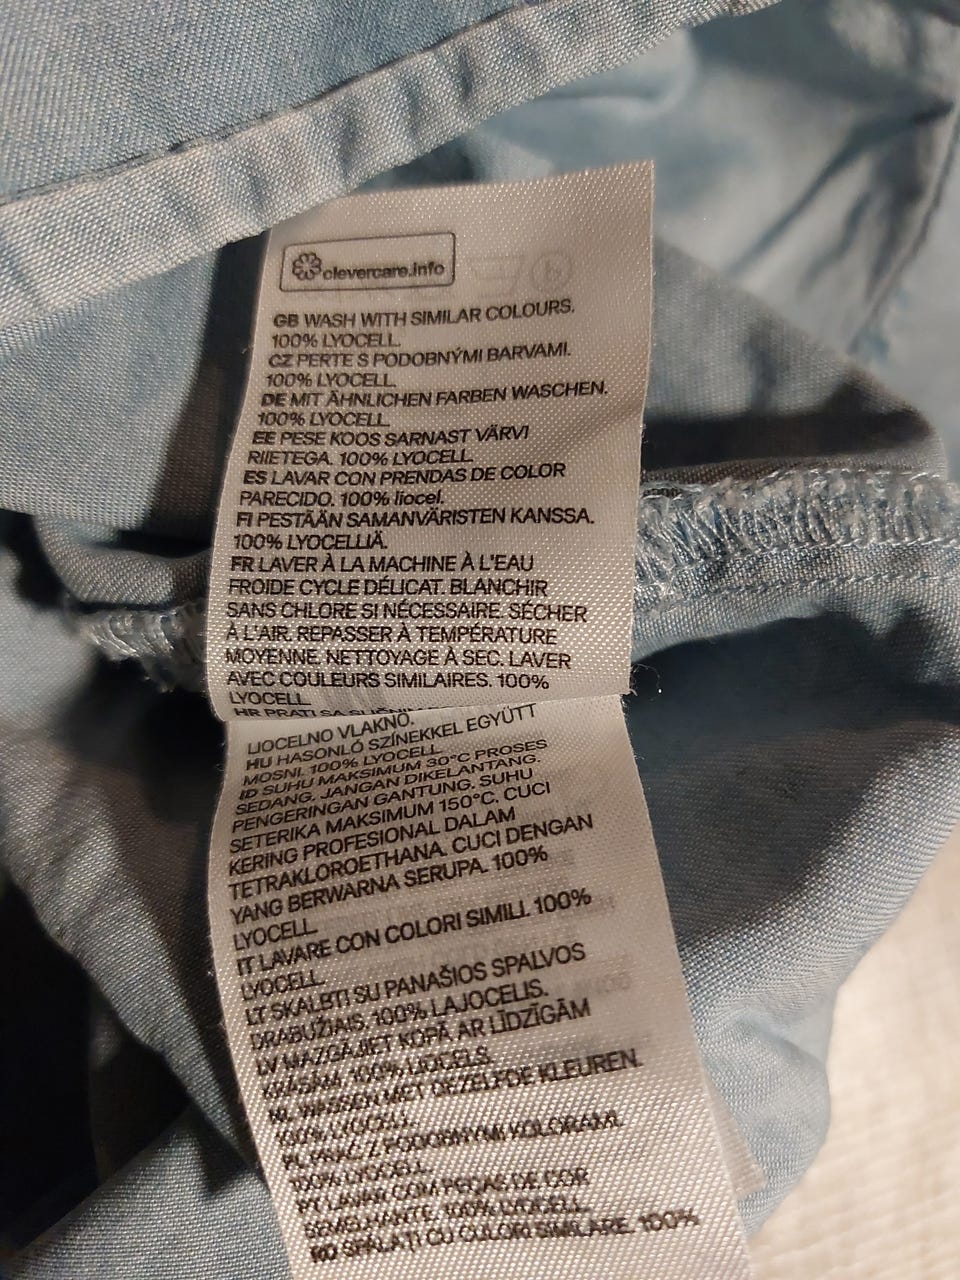 clevercare.info
GB WASH WITH SIMILAR COLOURS.
100% LYOCELL.
CZ PERTE S PODOBNÝMI BARVAMI.
100% LYOCELL.
DE MIT ÄHNLICHEN FARBEN WASCHEN.
100% LYOCELL.
EE PESE KOOS SARNAST VÄRVI
RIIETEGA. 100% LYOCELL.
ES LAVAR CON PRENDAS DE COLOR
PARECIDO. 100% liocel.
FI PESTÄÄN SAMANVÄRISTEN KANSSA.
100% LYOCELLIÄ.
FR LAVER À LA MACHINE À L'EAU
FROIDE CYCLE DÉLICAT. BLANCHIR
SANS CHLORE SI NÉCESSAIRE. SÉCHER
À L'AIR. REPASSER À TEMPÉRATURE
MOYENNE. NETTOYAGE À SEC. LAVER
AVEC COULEURS SIMILAIRES. 100%
LYOCELL.
HR PRATI SA
LIOCELNO VLAKNO.
HU HASONLÓ SZÍNEKKEL EGYÜTT
MOSNI. 100% LYOCELL
ID SUHU MAKSIMUM 30°C PROSES
SEDANG. JANGAN DIKELANTANG.
PENGERINGAN GANTUNG. SUHU
SETERIKA MAKSIMUM 150°C. CUCI
KERING PROFESIONAL DALAM
TETRAKLOROETHANA. CUCI DENGAN
YANG BERWARNA SERUPA. 100%
LYOCELL.
IT LAVARE CON COLORI SIMILI. 100%
LYOCELL.
LT SKALBTI SU PANAŠIOS SPALVOS
DRABUŽIAIS. 100% LAJOCELIS.
LV MAZGĀJIET KOPĀ AR LĪDZĪGĀM
KRĀSĀM. 100% LIOCELS.
NL WASSEN MET DEZELFDE KLEUREN.
100% LYOCELL.
PL PRAĆ Z PODOBNYMI KOLORAMI.
100% LYOCELL.
PT LAVAR COM PEÇAS DE COR
SEMELHANTE. 100% LYOCELL.
RO SPĂLAŢI CU CULORI SIMILARE. 100%